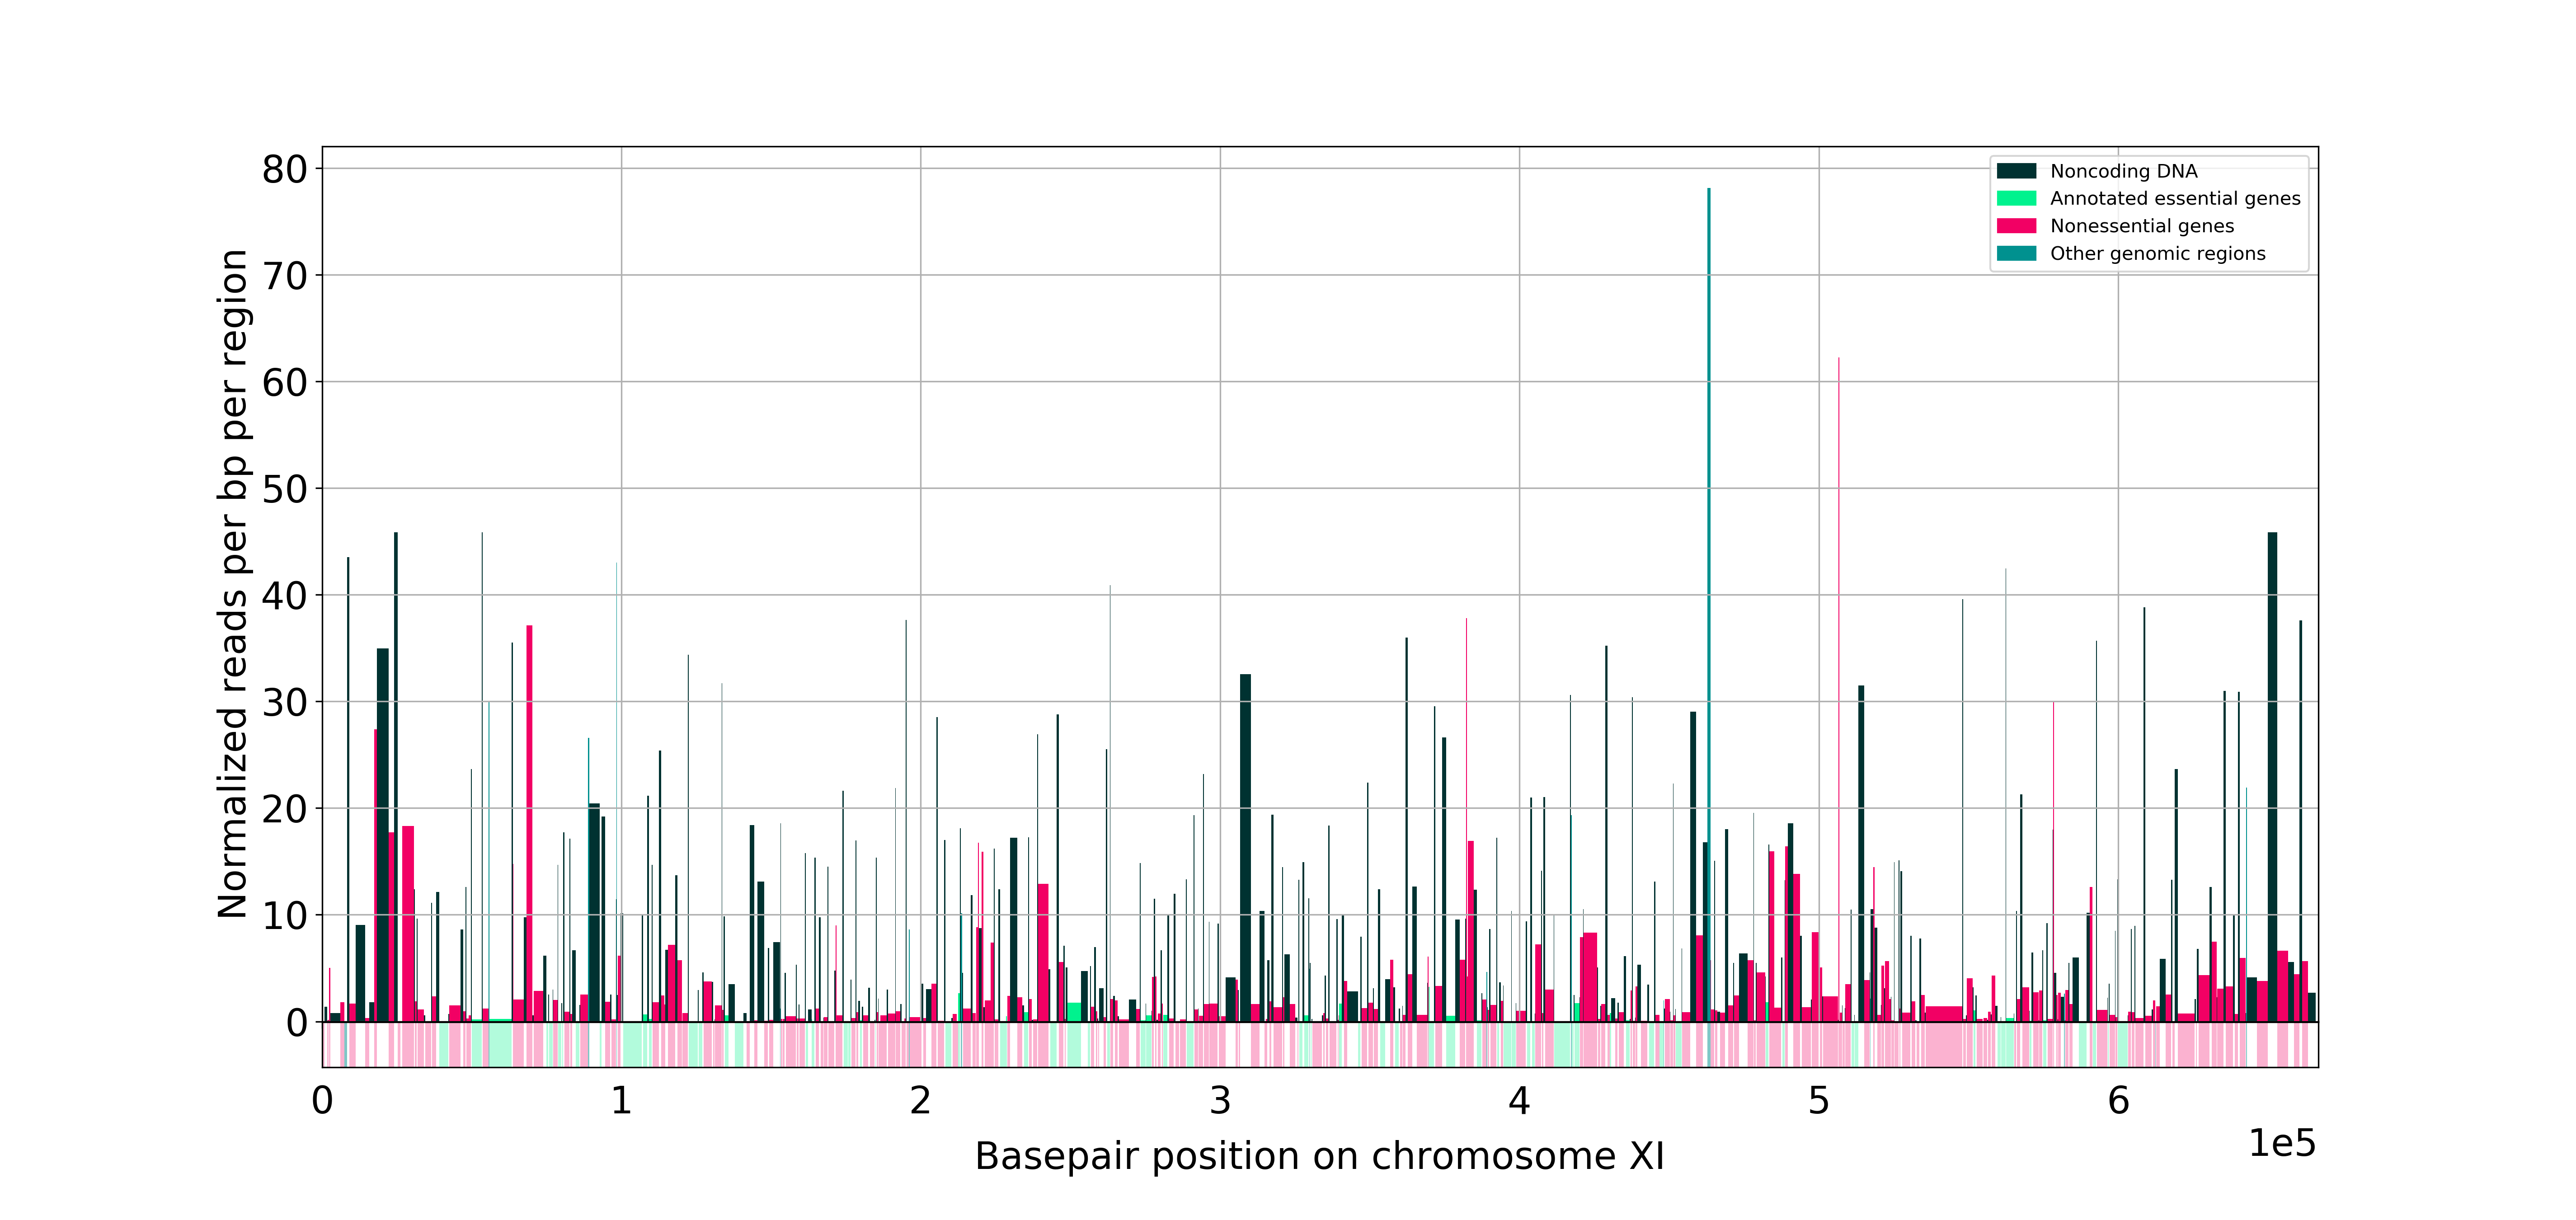 Normalized reads per bp per region
80
70
60
50
40
30
20
10
0
Noncoding DNA
Annotated essential genes
Nonessential genes
Other genomic regions
0 1 2 3 4 5 6
1e5
Basepair position on chromosome XI